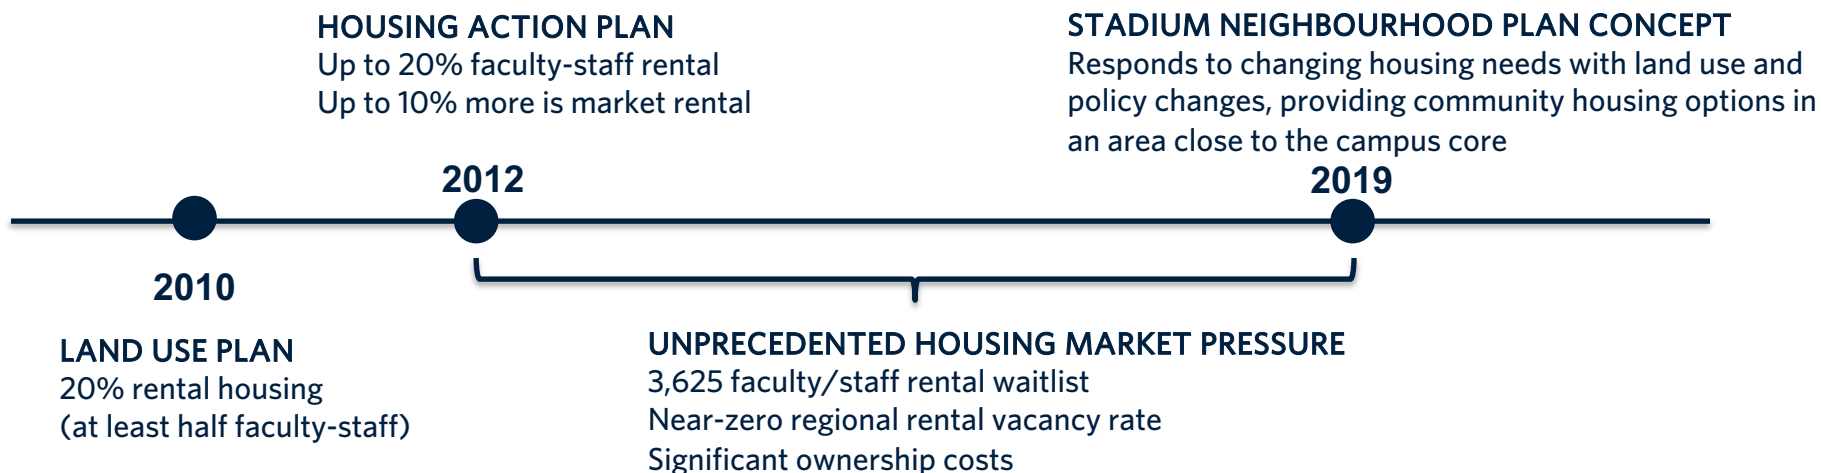 HOUSING ACTION PLAN
Up to 20% faculty-staff rental
Up to 10% more is market rental
2012
STADIUM NEIGHBOURHOOD PLAN CONCEPT
Responds to changing housing needs with land use and
policy changes, providing community housing options in
an area close to the campus core
2019
2010
LAND USE PLAN
20% rental housing
(at least half faculty-staff)
UNPRECEDENTED HOUSING MARKET PRESSURE
3,625 faculty/staff rental waitlist
Near-zero regional rental vacancy rate
Significant ownership costs